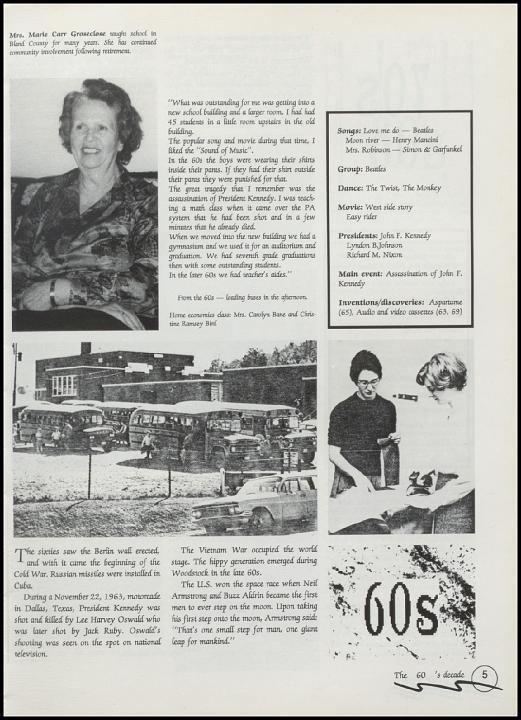 Mrs. Marie Carr Groseclose taught school in
Bland County for many years. She has continued
community involvement following retirement.
"What was outstanding for me was getting into a
new school building and a larger room. I had had
45 students in a little room upstairs in the old
building.
The popular song and movie during that time, I
liked the "Sound of Music".
In the 60s the boys were wearing their shirts
inside their pants. If they had their shirt outside
their pants they were punished for that.
The great tragedy that I remember was the
assassination of President Kennedy. I was teach-
ing a math class when it came over the PA
system that he had been shot and in a few
minutes that he already died.
When we moved into the new building we had a
gymnasium and we used it for an auditorium and
graduation. We had seventh grade graduations
then with some outstanding students.
In the later 60s we had teacher's aides."
From the 60s — loading buses in the afternoon.
Home economics class: Mrs. Carolyn Bane and Chris-
tine Ramsey Bird
Songs: Love me do — Beatles
Moon river — Henry Mancini
Mrs. Robinson — Simon & Garfunkel
Group: Beatles
Dance: The Twist, The Monkey
Movie: West side story
Easy rider
Presidents: John F. Kennedy
Lyndon B.Johnson
Richard M. Nixon
Main event: Assassination of John F.
Kennedy
Inventions/discoveries: Aspartame
(65), Audio and video cassettes (63, 69)
The sixties saw the Berlin wall erected,
and with it came the beginning of the
Cold War. Russian missiles were installed in
Cuba.
During a November 22, 1963, motorcade
in Dallas, Texas, President Kennedy was
shot and killed by Lee Harvey Oswald who
was later shot by Jack Ruby. Oswald's
shooting was seen on the spot on national
television.
The Vietnam War occupied the world
stage. The hippy generation emerged during
Woodstock in the late 60s.
The U.S. won the space race when Neil
Armstrong and Buzz Aldrin became the first
men to ever step on the moon. Upon taking
his first step onto the moon, Armstrong said:
"That's one small step for man, one giant
leap for mankind."
60s
The 60 's decade 5